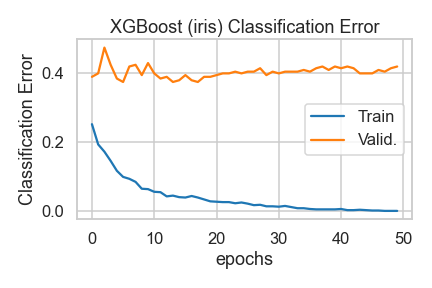 XGBoost (iris) Classification Error
Classification Error
0.4
0.2
0.0
Train
Valid.
0 10 20 30 40 50
epochs